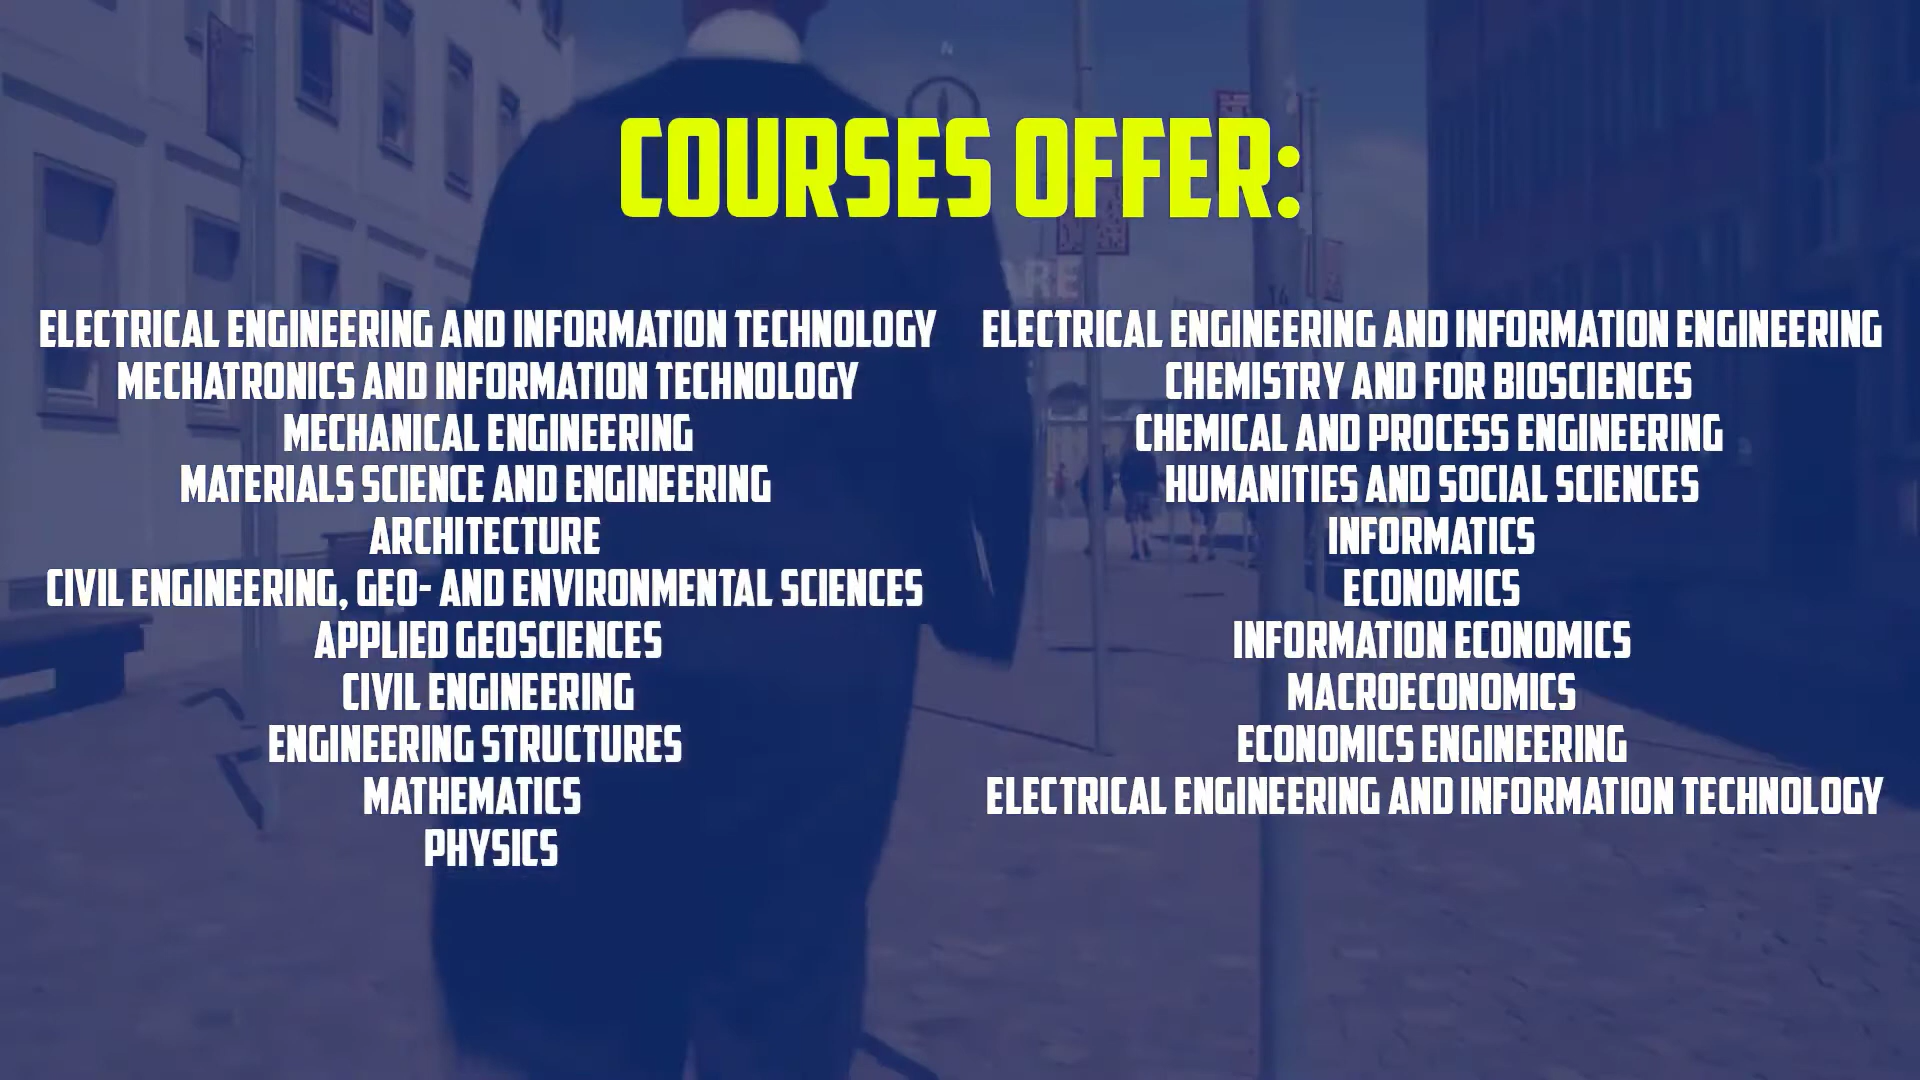 COURSES OFFER:
ELECTRICAL ENGINEERING AND INFORMATION TECHNOLOGY
MECHATRONICS AND INFORMATION TECHNOLOGY
MECHANICAL ENGINEERING
MATERIALS SCIENCE AND ENGINEERING
ARCHITECTURE
CIVIL ENGINEERING, GEO- AND ENVIRONMENTAL SCIENCES
APPLIED GEOSCIENCES
CIVIL ENGINEERING
ENGINEERING STRUCTURES
MATHEMATICS
PHYSICS
ELECTRICAL ENGINEERING AND INFORMATION ENGINEERING
CHEMISTRY AND FOR BIOSCIENCES
CHEMICAL AND PROCESS ENGINEERING
HUMANITIES AND SOCIAL SCIENCES
INFORMATICS
ECONOMICS
INFORMATION ECONOMICS
MACROECONOMICS
ECONOMICS ENGINEERING
ELECTRICAL ENGINEERING AND INFORMATION TECHNOLOGY